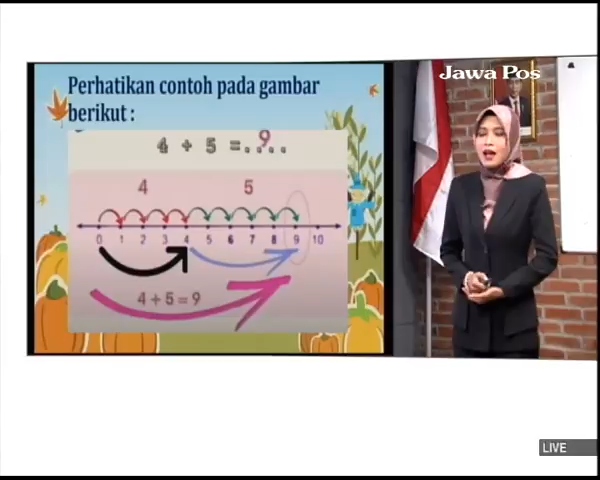 Perhatikan contoh pada gambar
berikut :
4 + 5 = 9 ....
4 5
0 1 2 3 4 5 6 7 8 9 10
4 + 5 = 9
Jawa Pos
LIVE